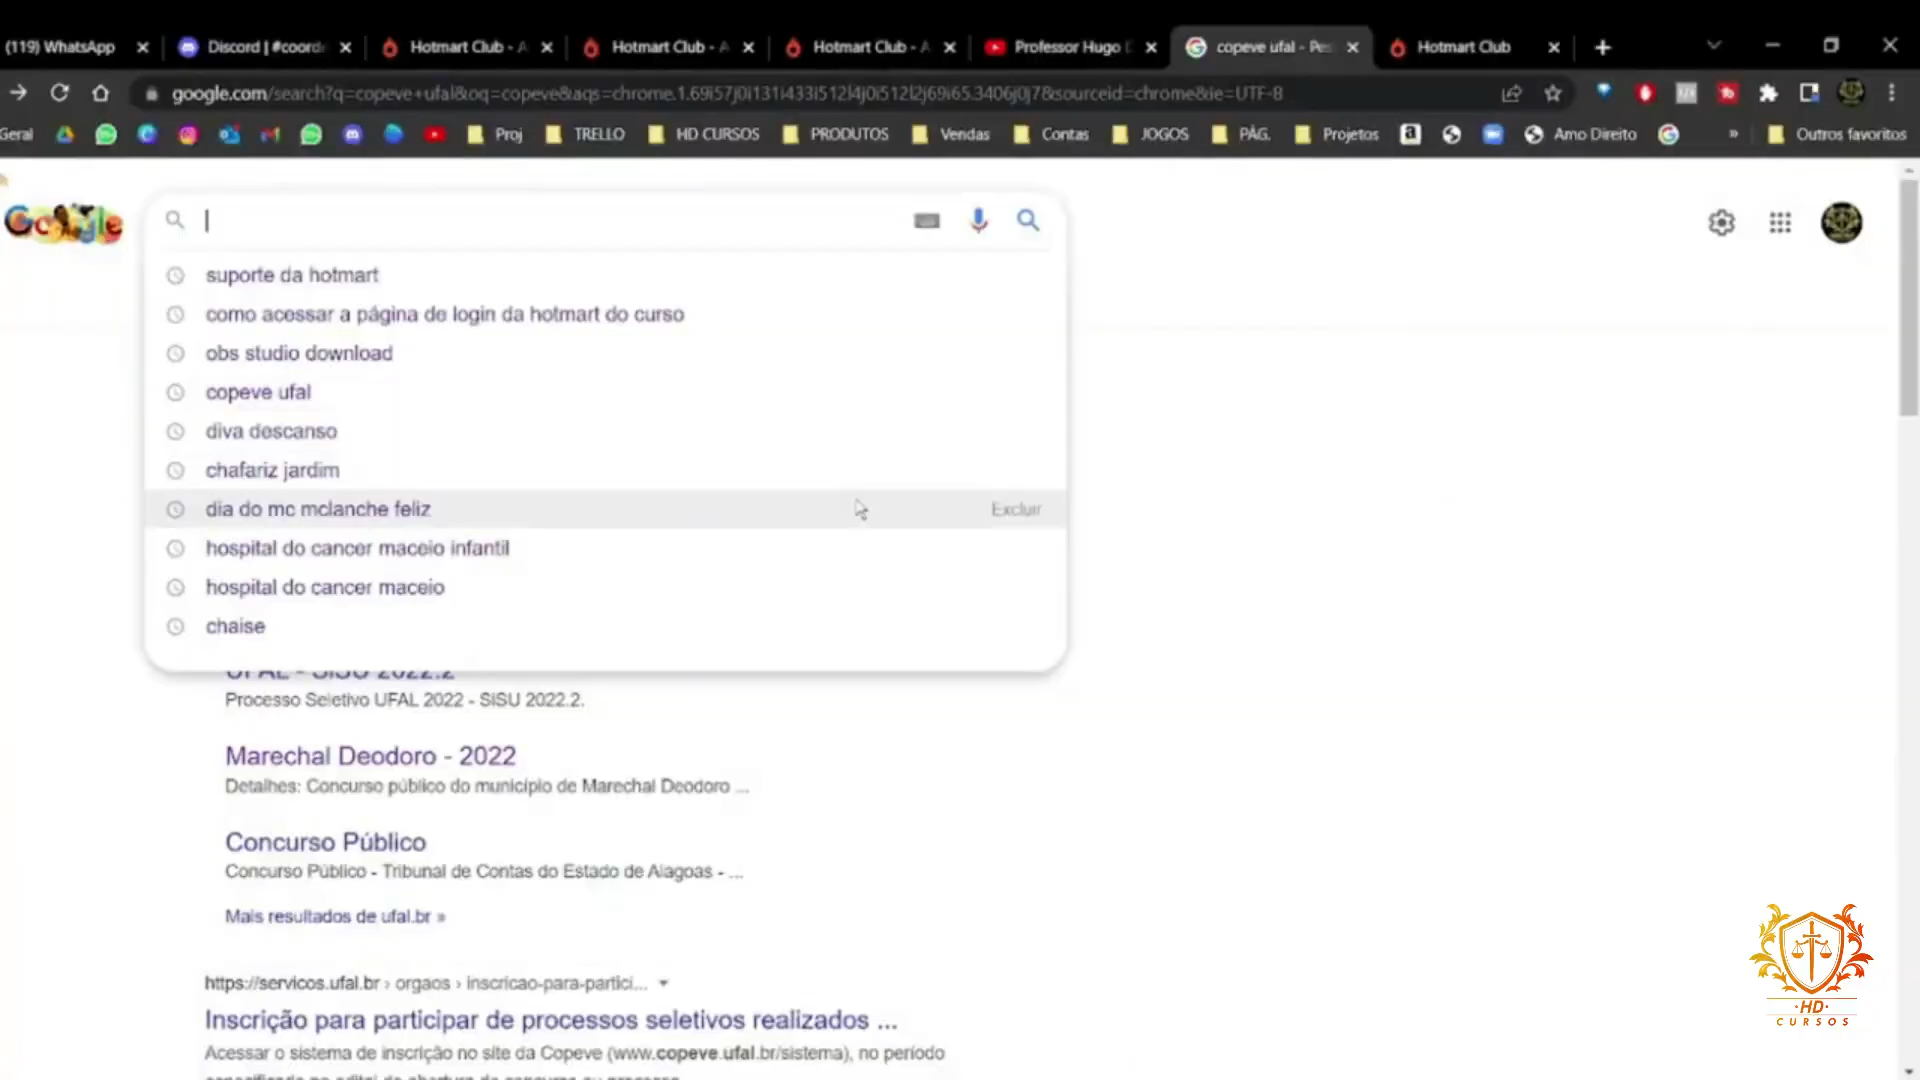 (119) WhatsApp
Discord | #coord
Hotmart Club - A
Hotmart Club - A
Hotmart Club - A
Professor Hugo
copeve ufal - Pes
Hotmart Club
google.com/search?q=copeve+ufal&oq=copeve&aqs=chrome.1.69i57j0i131i433i512l4j0i512l2j69i65.3406j0j7&sourceid=chrome&ie=UTF-8
Geral
Proj
TRELLO
HD CURSOS
PRODUTOS
Vendas
Contas
JOGOS
PÁG.
Projetos
Amo Direito
»
Outros favoritos
Google
suporte da hotmart
como acessar a página de login da hotmart do curso
obs studio download
copeve ufal
diva descanso
chafariz jardim
dia do mc mclanche feliz
Excluir
hospital do cancer maceio infantil
hospital do cancer maceio
chaise
UFAL - SISU 2022.2
Processo Seletivo UFAL 2022 - SISU 2022.2.
Marechal Deodoro - 2022
Detalhes: Concurso público do município de Marechal Deodoro ...
Concurso Público
Concurso Público - Tribunal de Contas do Estado de Alagoas - ...
Mais resultados de ufal.br »
https://servicos.ufal.br › orgaos › inscricao-para-partici...
Inscrição para participar de processos seletivos realizados ...
Acessar o sistema de inscrição no site da Copeve (www.copeve.ufal.br/sistema), no período
·HD·
CURSOS